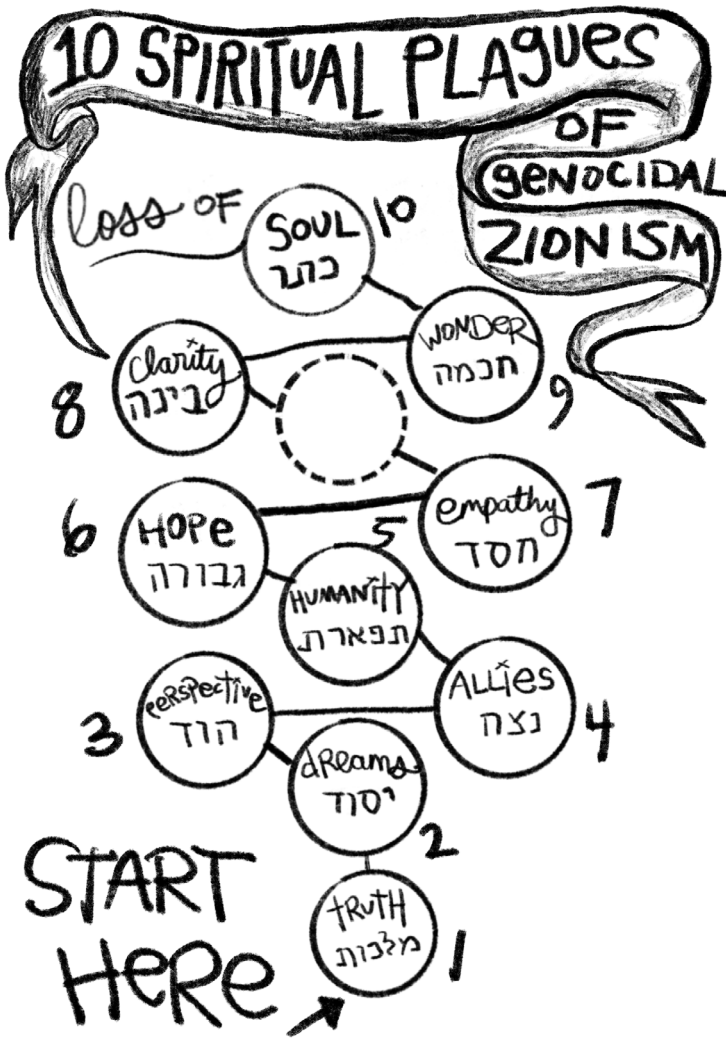 10 SPIRITUAL PLAgues
OF
geNOCIDAL
ZIONISM
loss OF
SOUL
כתר
10
WONDeR
חכמה
9
Clarity
בינה
8
empathy
חסד
7
HOPe
גבורה
6
5
HUMANiTY
תפארת
ALLies
נצח
4
PeRSPective
הוד
3
dReams
יסוד
2
tRUtH
מלכות
1
START
HeRe